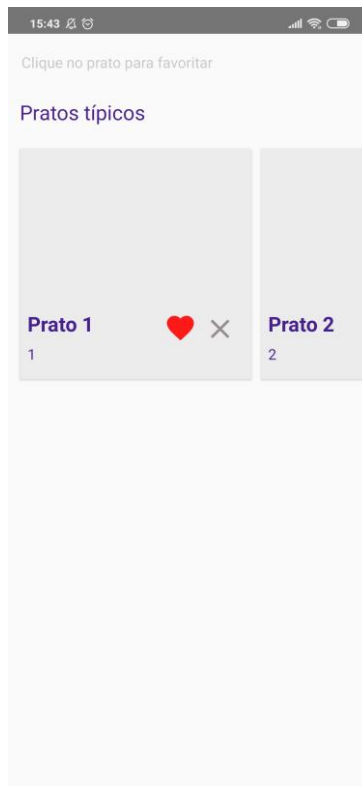 15:43
Clique no prato para favoritar
Pratos típicos
Prato 1
1
Prato 2
2